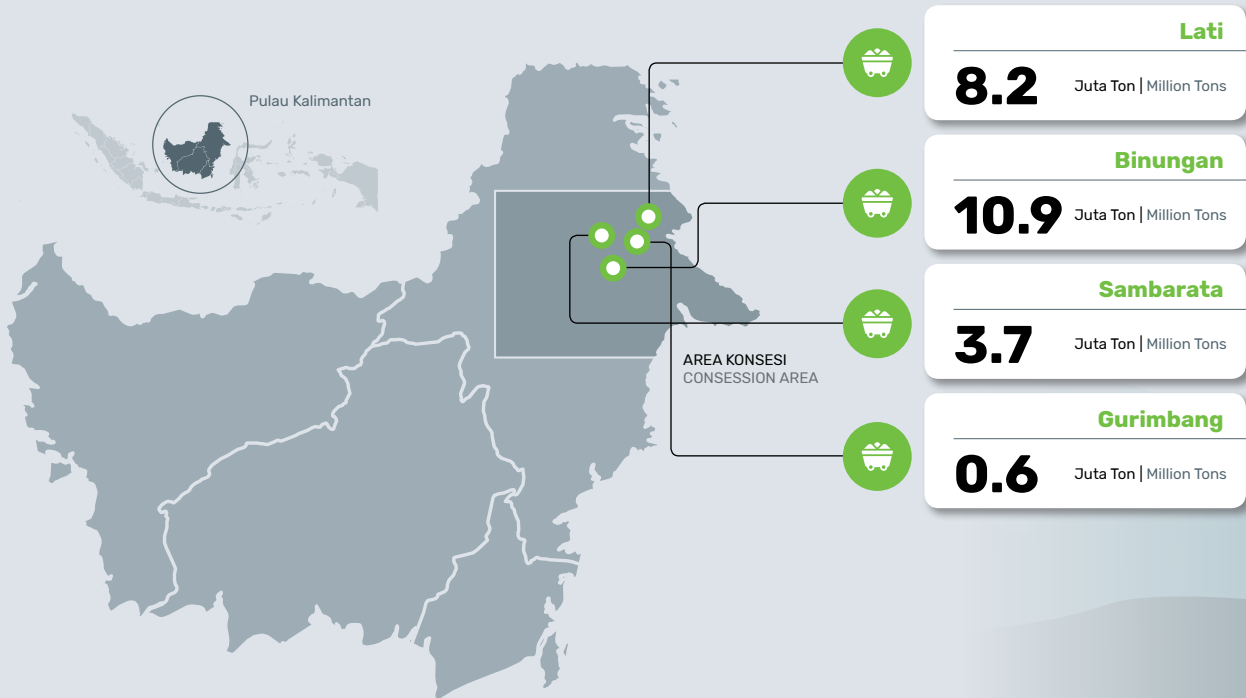 Pulau Kalimantan
AREA KONSESI
CONSESSION AREA
Lati
8.2 Juta Ton | Million Tons
Binungan
10.9 Juta Ton | Million Tons
Sambarata
3.7 Juta Ton | Million Tons
Gurimbang
0.6 Juta Ton | Million Tons